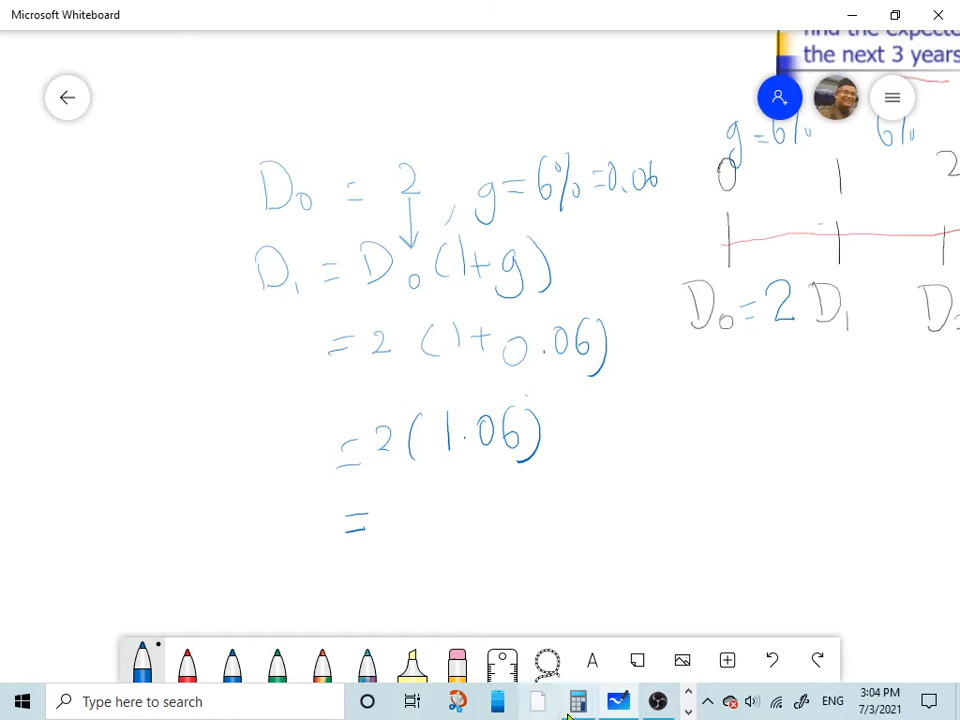 Microsoft Whiteboard
find the expecte
the next 3 years
g = 6% 6%
0 1 2
D₀ = 2 D₁ D₂
D₀ = 2 , g = 6% = 0.06
D₁ = D₀ (1 + g)
= 2 (1 + 0.06)
= 2 (1.06)
=
A
Type here to search
ENG
3:04 PM
7/3/2021